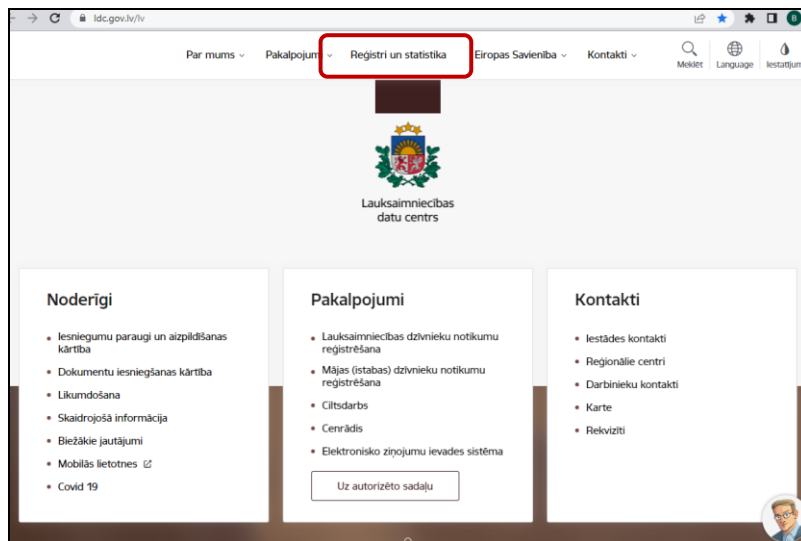 ldc.gov.lv/lv
B
Par mums
Pakalpojumi
Reģistri un statistika
Eiropas Savienība
Kontakti
Meklēt
Language
Iestatījum
Lauksaimniecības
datu centrs
Noderīgi
Iesniegumu paraugi un aizpildīšanas
kārtība
Dokumentu iesniegšanas kārtība
Likumdošana
Skaidrojošā informācija
Biežākie jautājumi
Mobilās lietotnes
Covid 19
Pakalpojumi
Lauksaimniecības dzīvnieku notikumu
reģistrēšana
Mājas (istabas) dzīvnieku notikumu
reģistrēšana
Ciltsdarbs
Cenrādis
Elektronisko ziņojumu ievades sistēma
Uz autorizēto sadaļu
Kontakti
Iestādes kontakti
Reģionālie centri
Darbinieku kontakti
Karte
Rekvizīti